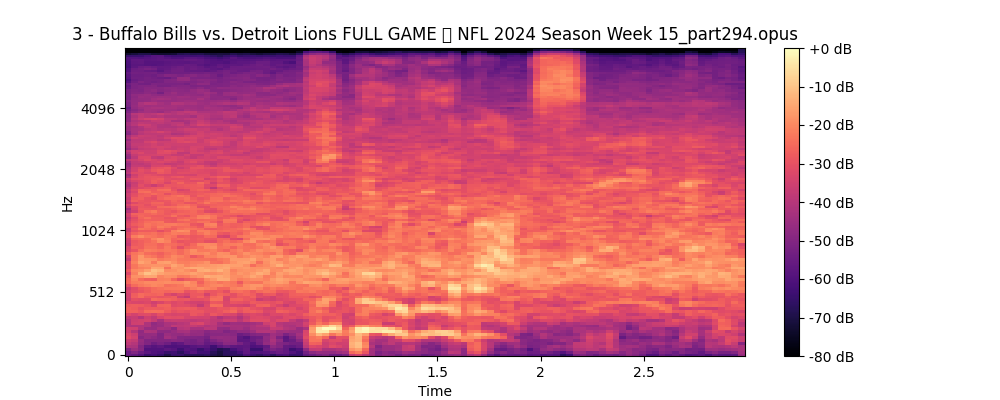 3 - Buffalo Bills vs. Detroit Lions FULL GAME ▯ NFL 2024 Season Week 15_part294.opus
+0 dB
4096
-10 dB
-20 dB
2048
-30 dB
Hz
1024
-40 dB
-50 dB
512
-60 dB
-70 dB
0
-80 dB
0 0.5 1 1.5 2 2.5
Time